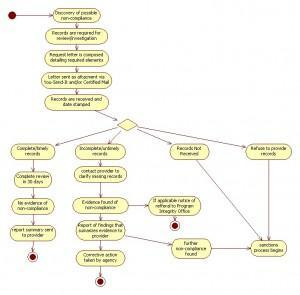 Discovery of possible
non-compliance
Records are required for
review/investigation
Request letter is composed
detailing required elements
Letter sent as attachment via
You-Send-It and/or Certified Mail
Records are received and
date stamped
Complete/timely
records
Incomplete/untimely
records
Records Not
Received
Refuse to provide
records
Complete review
in 30 days
contact provider to
clarify missing records
No evidence of
non-compliance
Evidence found of
non-compliance
If applicable notice of
referral to Program
Integrity Office
report summary sent
to provider
Report of findings that
sumarizes evidence to
provider
further
non-compliance
found
sanctions
process begins
Corrective action
taken by agency